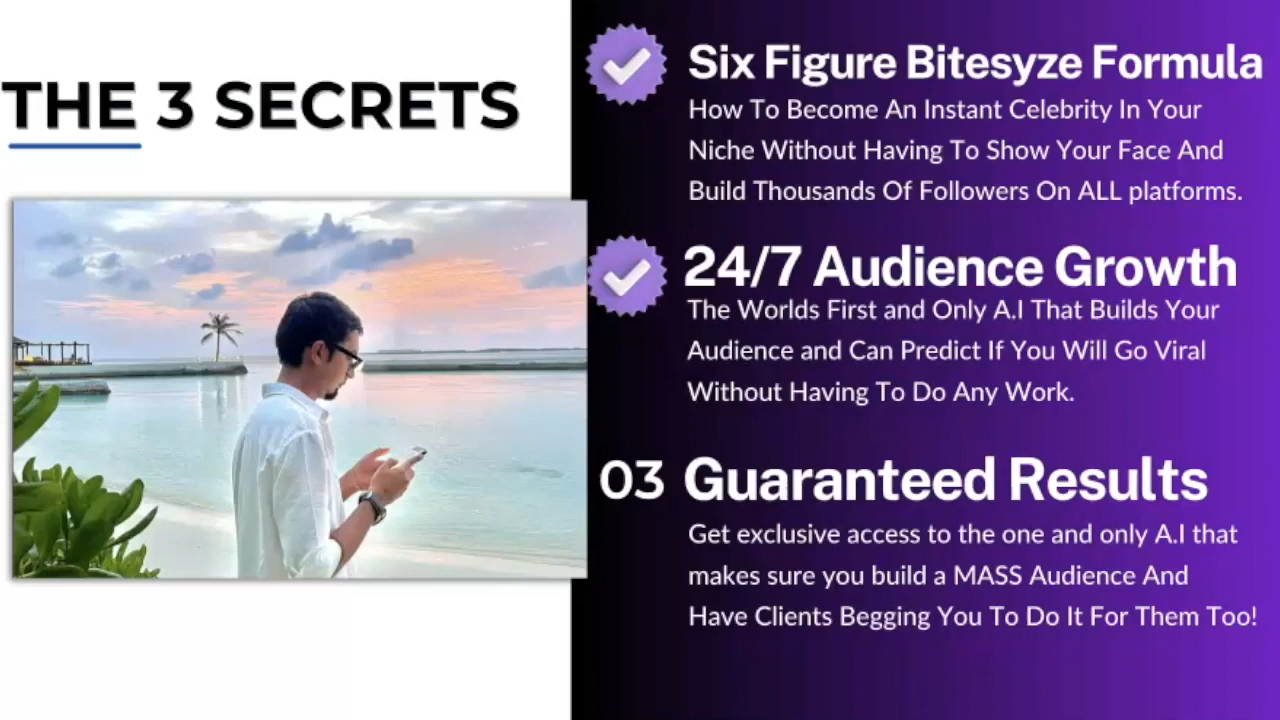 THE 3 SECRETS
Six Figure Bitesyze Formula
How To Become An Instant Celebrity In Your
Niche Without Having To Show Your Face And
Build Thousands Of Followers On ALL platforms.
24/7 Audience Growth
The Worlds First and Only A.I That Builds Your
Audience and Can Predict If You Will Go Viral
Without Having To Do Any Work.
03 Guaranteed Results
Get exclusive access to the one and only A.I that
makes sure you build a MASS Audience And
Have Clients Begging You To Do It For Them Too!